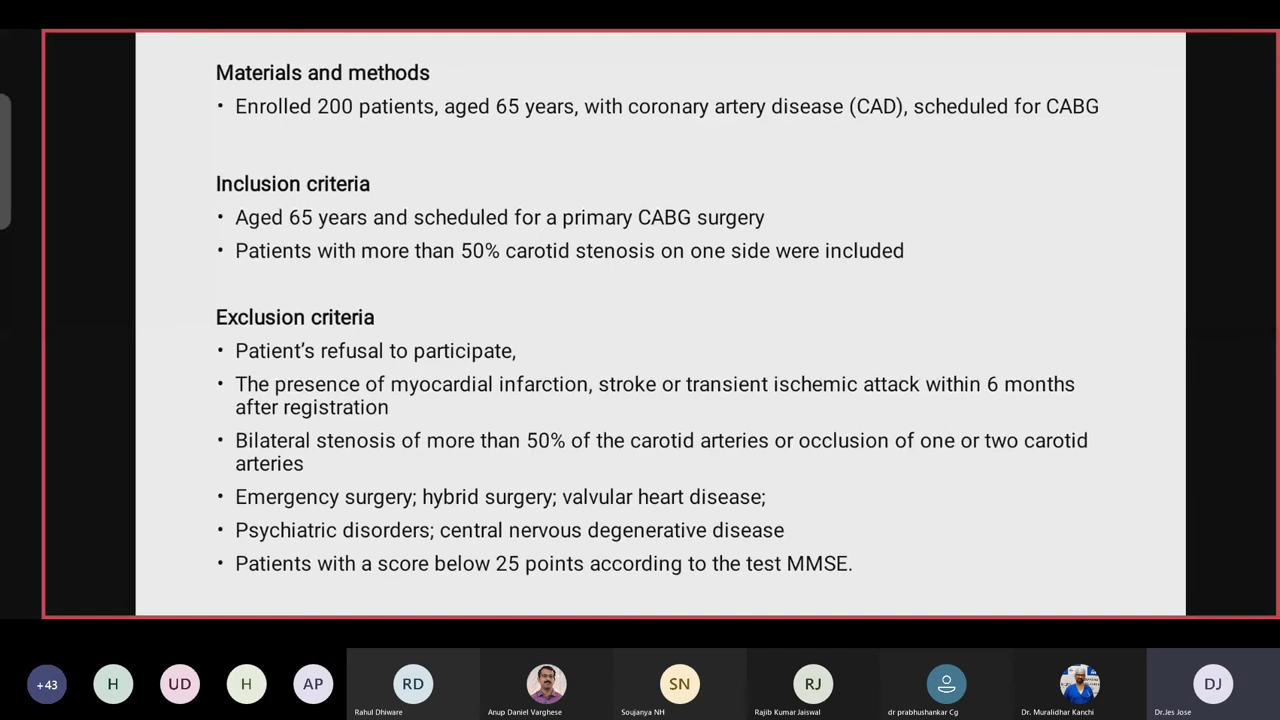 Materials and methods
• Enrolled 200 patients, aged 65 years, with coronary artery disease (CAD), scheduled for CABG
Inclusion criteria
• Aged 65 years and scheduled for a primary CABG surgery
• Patients with more than 50% carotid stenosis on one side were included
Exclusion criteria
• Patient’s refusal to participate,
• The presence of myocardial infarction, stroke or transient ischemic attack within 6 months
after registration
• Bilateral stenosis of more than 50% of the carotid arteries or occlusion of one or two carotid
arteries
• Emergency surgery; hybrid surgery; valvular heart disease;
• Psychiatric disorders; central nervous degenerative disease
• Patients with a score below 25 points according to the test MMSE.
+43 H UD H AP RD SN RJ DJ
Rahul Dhiware Anup Daniel Varghese Soujanya NH Rajib Kumar Jaiswal dr prabhushankar Cg Dr. Muralidhar Kanchi Dr.Jes Jose